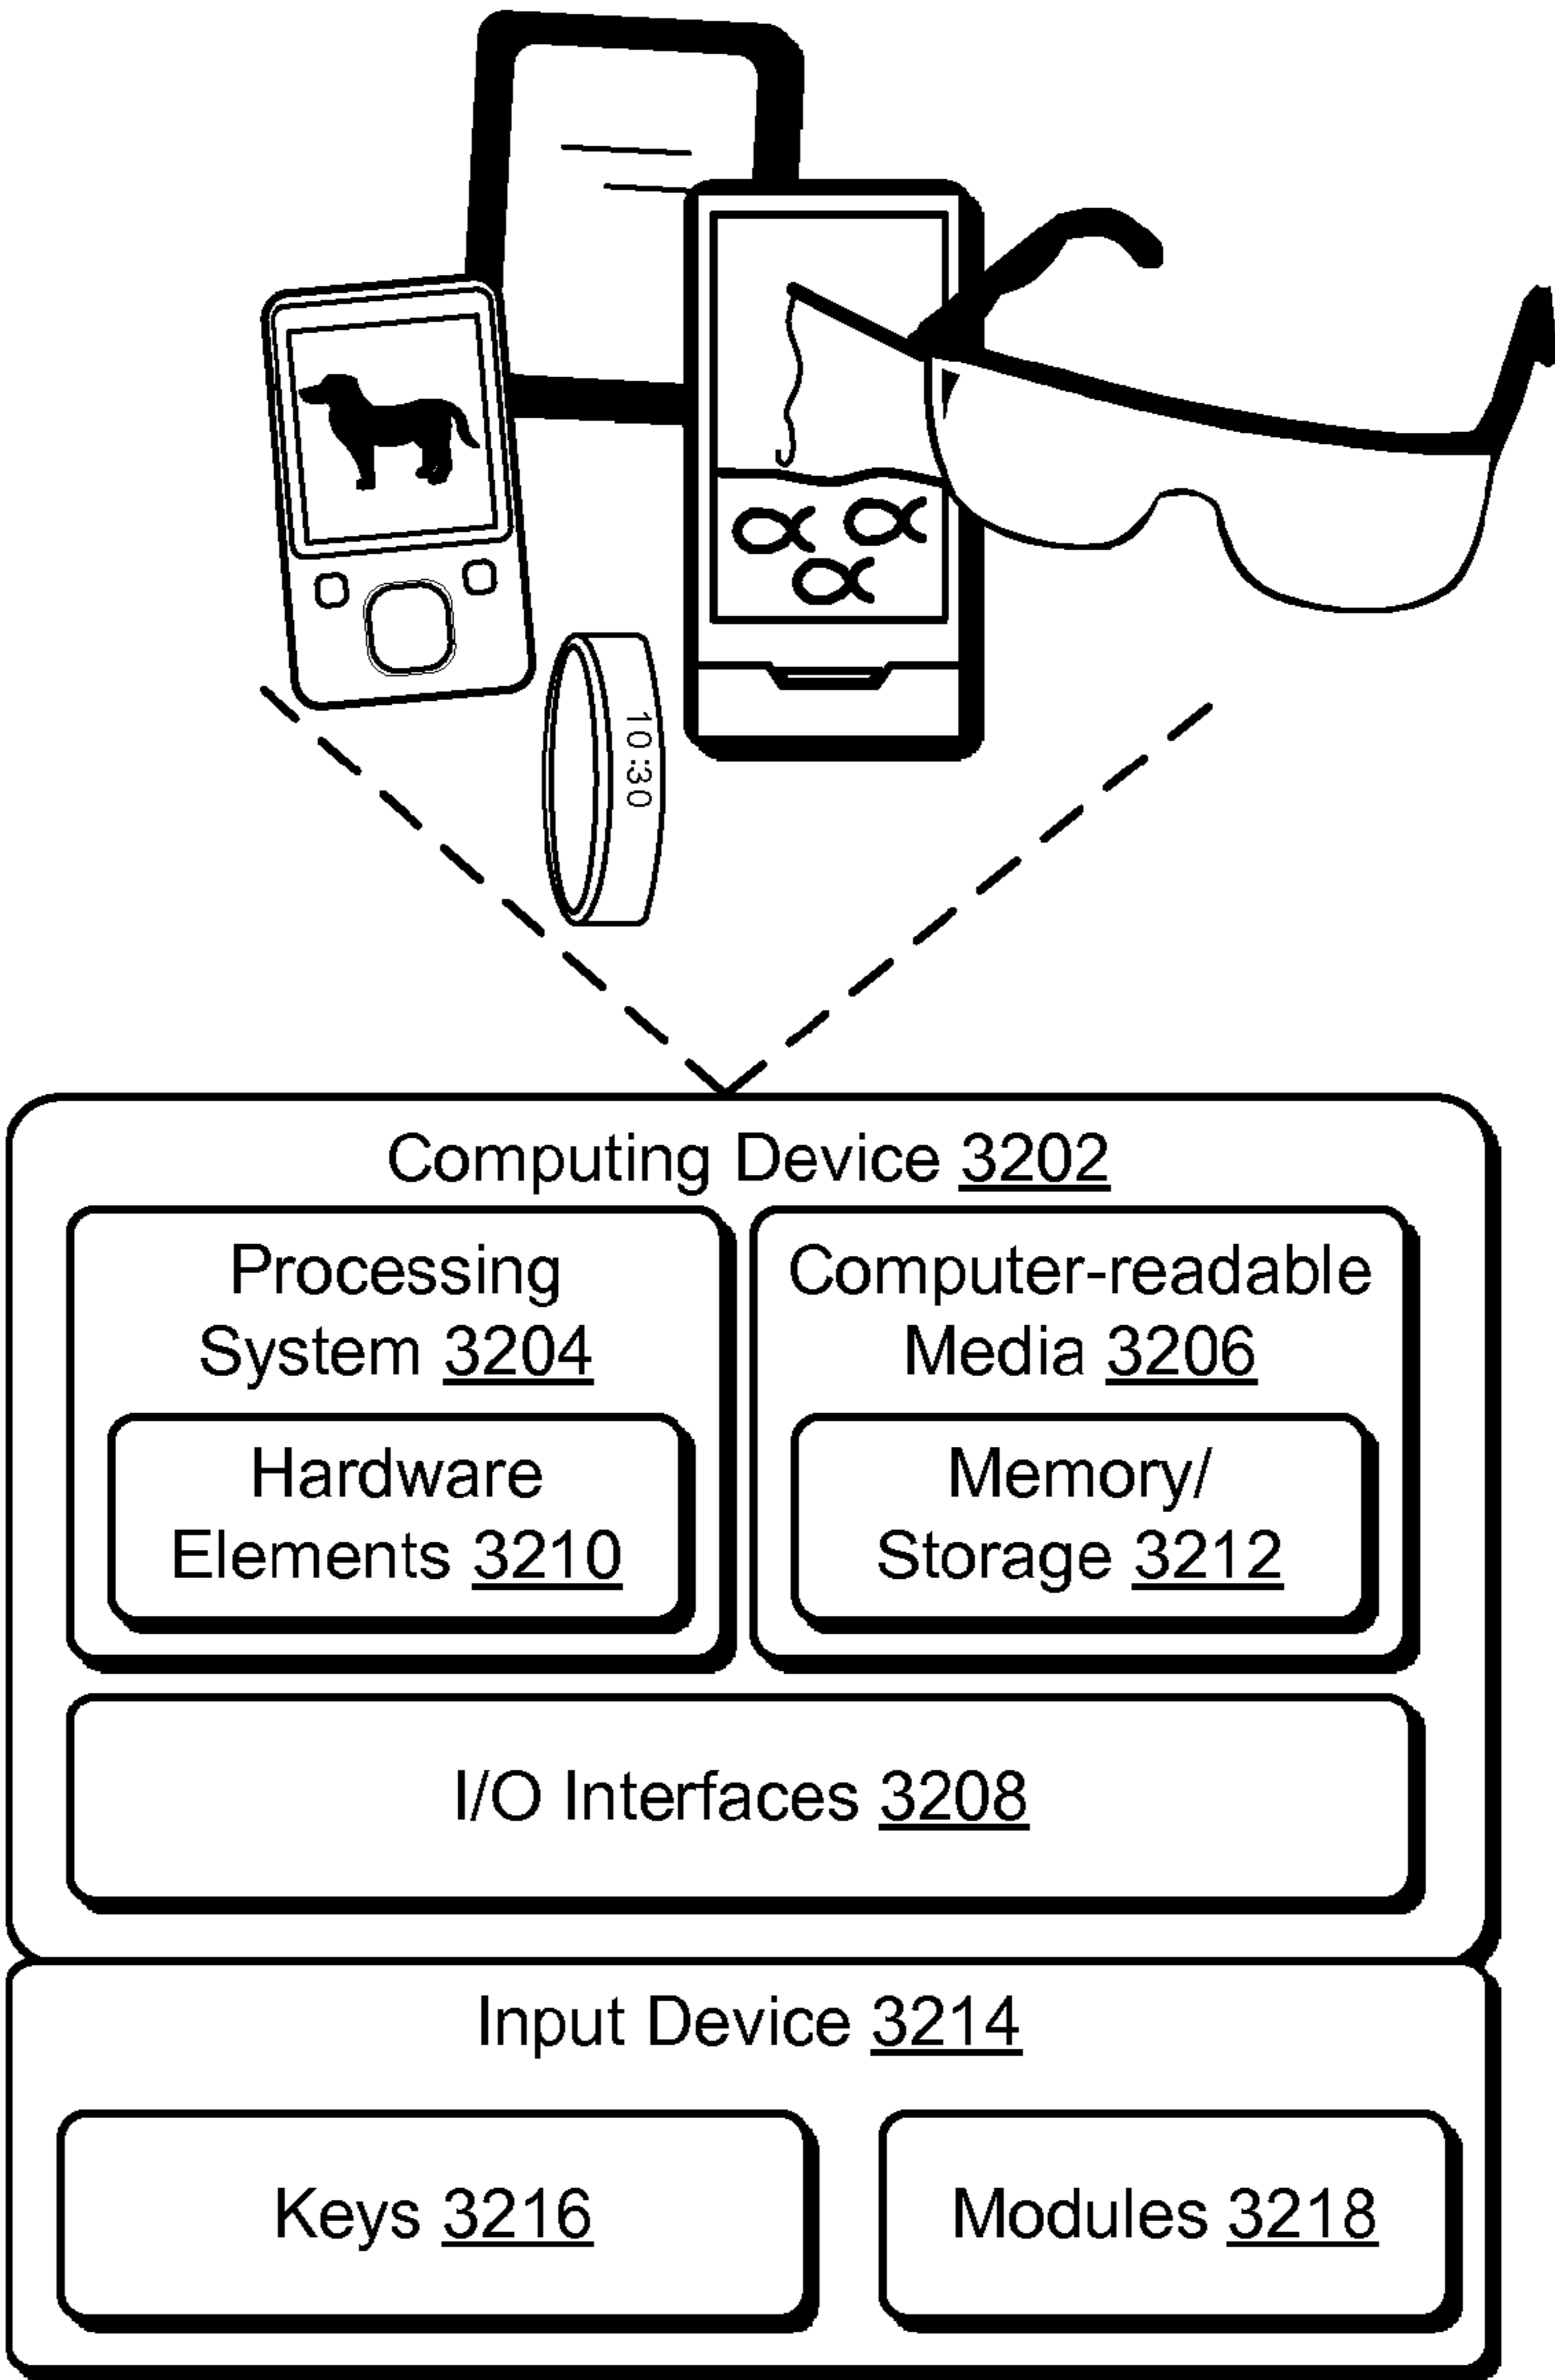 10:30
Computing Device 3202
Processing
System 3204
Hardware
Elements 3210
Computer-readable
Media 3206
Memory/
Storage 3212
I/O Interfaces 3208
Input Device 3214
Keys 3216
Modules 3218